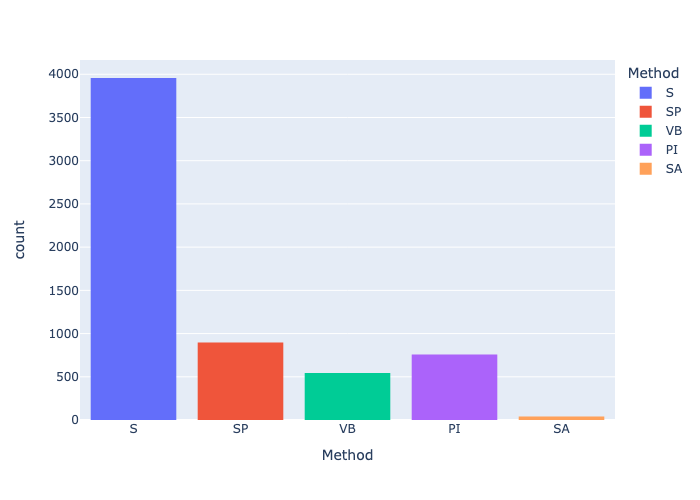 4000
3500
3000
2500
2000
1500
1000
500
0
count
S
SP
VB
PI
SA
Method
Method
S
SP
VB
PI
SA